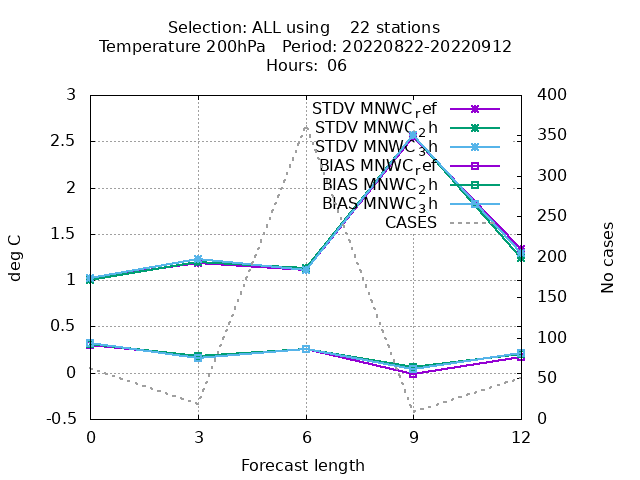 Selection: ALL using 22 stations
Temperature 200hPa Period: 20220822-20220912
Hours: 06
STDV MNWC_ref
STDV MNWC_2h
STDV MNWC_3h
BIAS MNWC_ref
BIAS MNWC_2h
BIAS MNWC_3h
CASES
3
2.5
2
1.5
1
0.5
0
-0.5
deg C
400
350
300
250
200
150
100
50
0
No cases
0 3 6 9 12
Forecast length